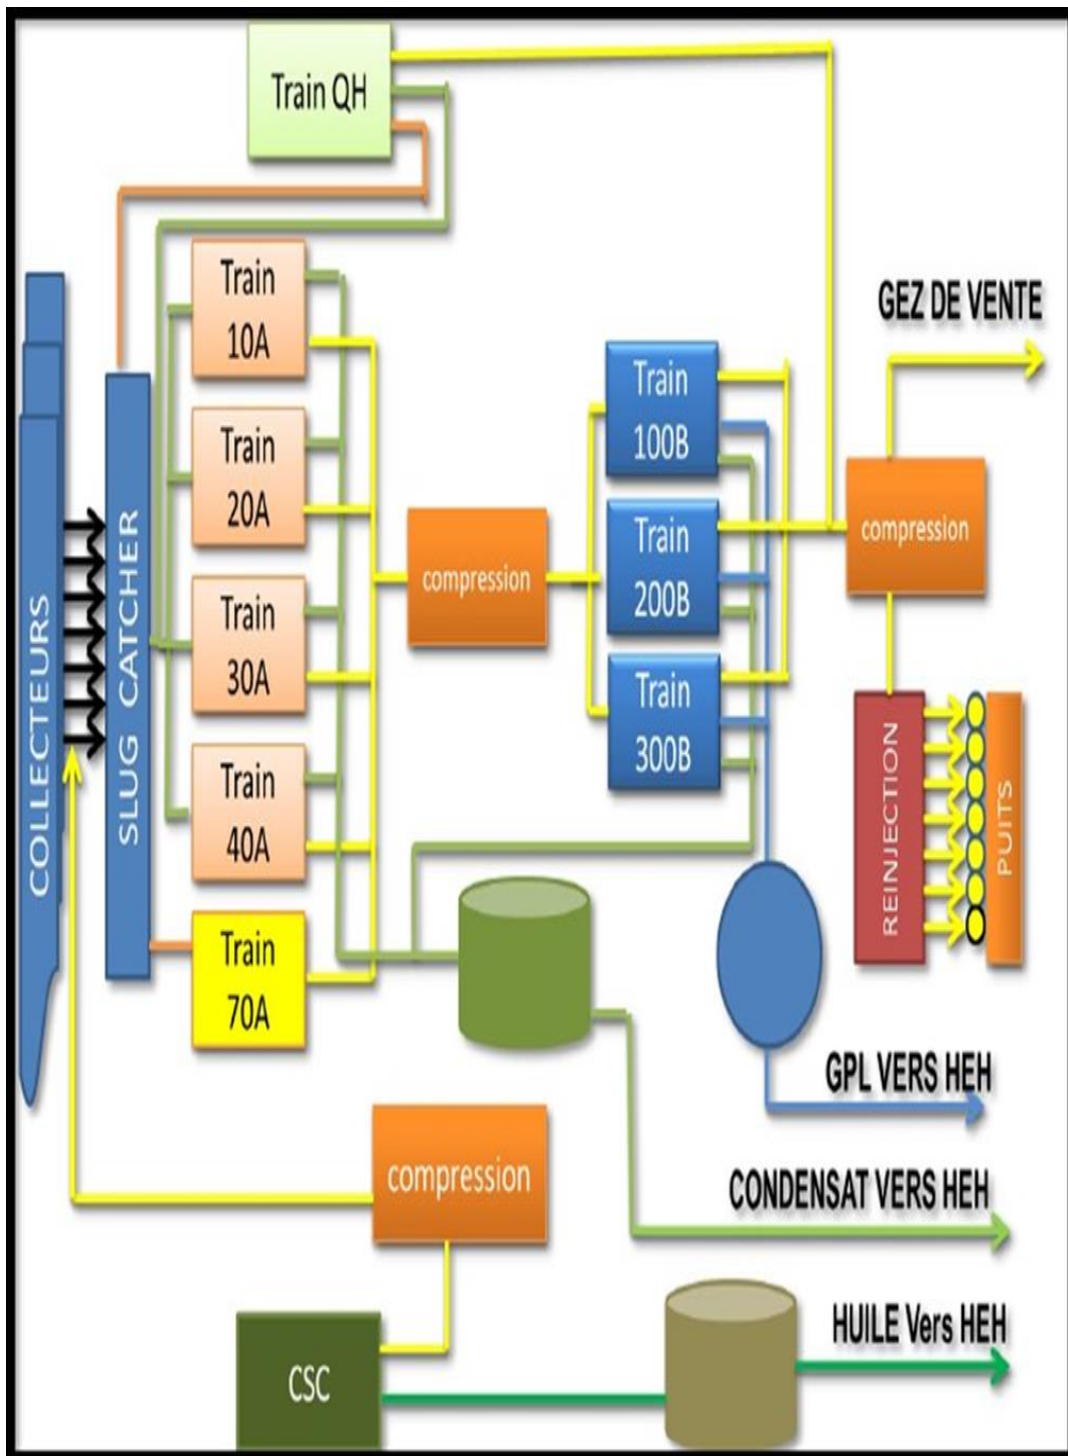 Train QH
Train
10A
Train
20A
Train
30A
Train
40A
Train
70A
COLLECTEURS
SLUG CATCHER
compression
Train
100B
Train
200B
Train
300B
GEZ DE VENTE
compression
REINJECTION
PUITS
GPL VERS HEH
compression
CONDENSAT VERS HEH
HUILE Vers HEH
CSC